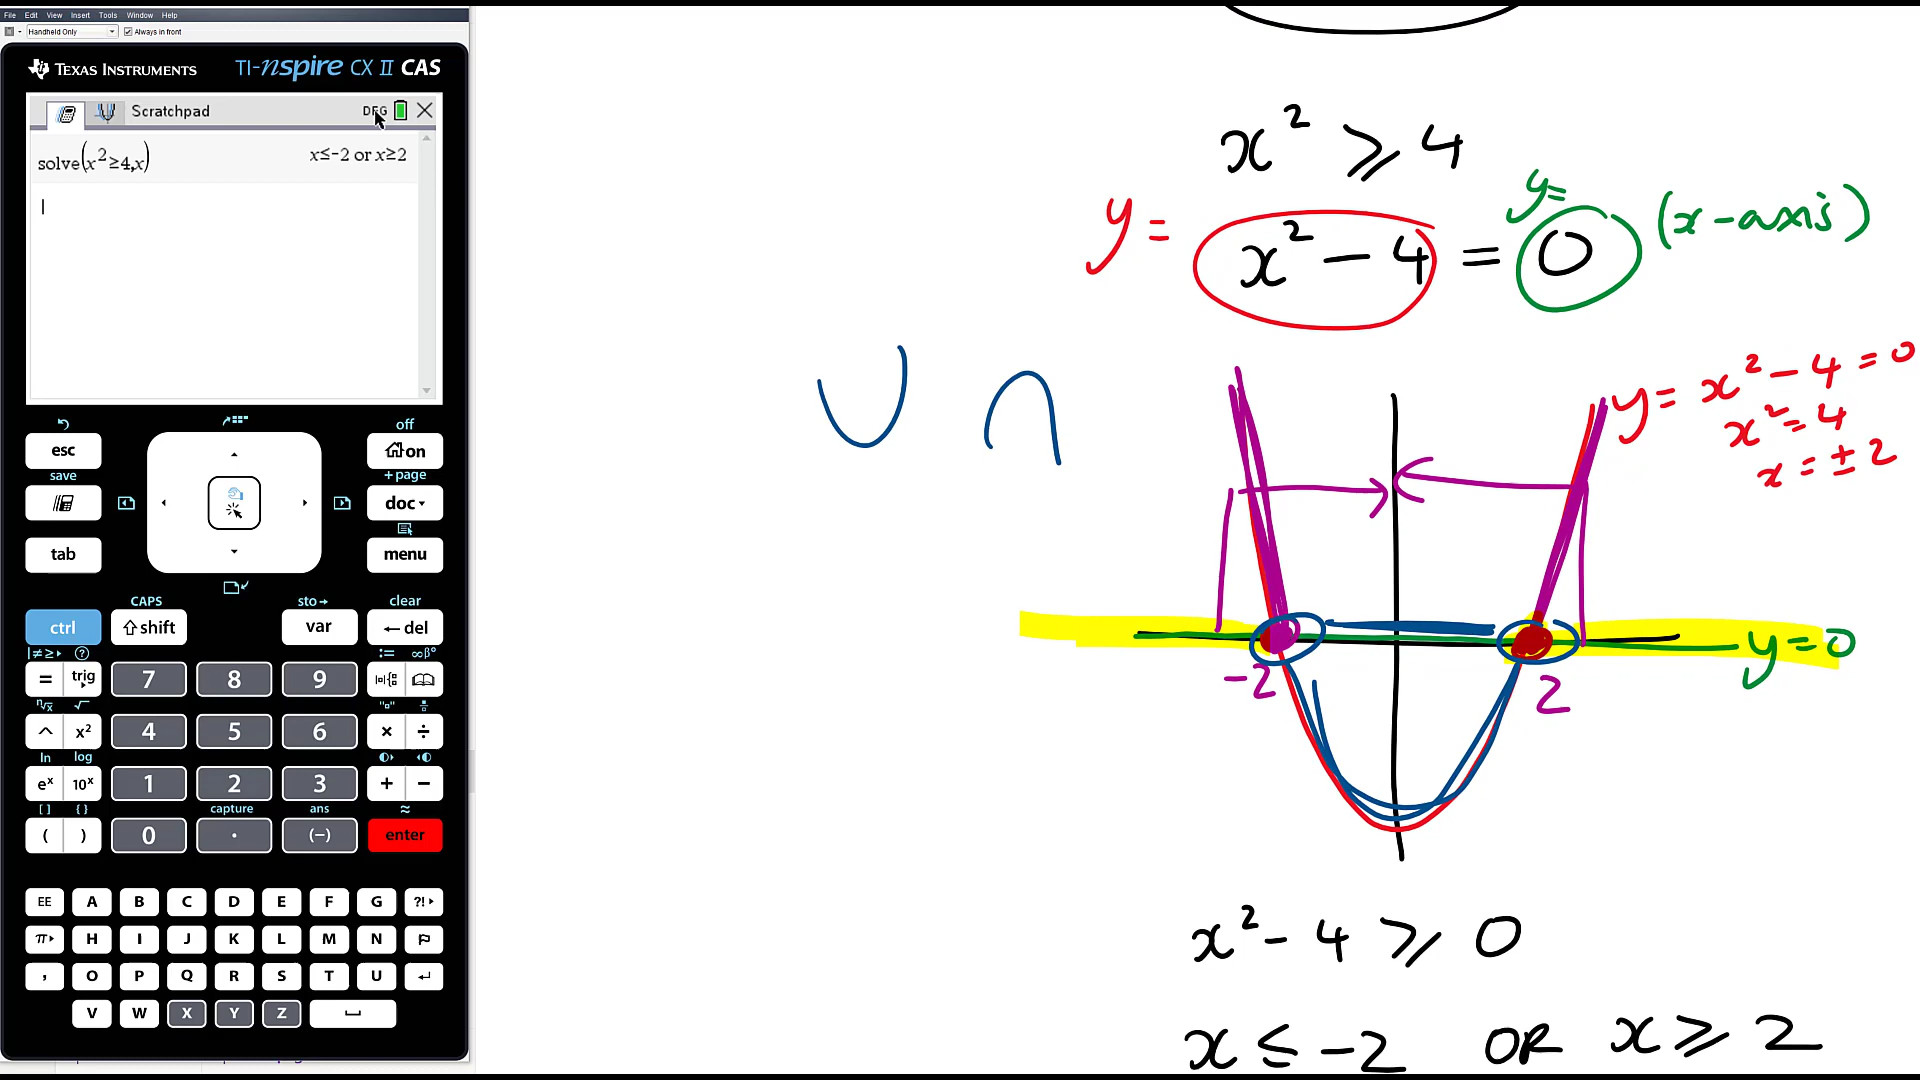 File Edit View Insert Tools Window Help
Handheld Only Always in front
TEXAS INSTRUMENTS TI-nspire CX II CAS
Scratchpad DEG
solve(x²≥4,x) x≤-2 or x≥2
off
esc on
save +page
doc
tab menu
CAPS sto→ clear
ctrl shift var ←del
|≠≥▸ ? := ∞β°
= trig 7 8 9
ⁿ√x √ "□"
^ x² 4 5 6 × ÷
ln log
eˣ 10ˣ 1 2 3 + −
[ ] { } capture ans ≈
( ) 0 . (−) enter
EE A B C D E F G ?!▸
π▸ H I J K L M N
, O P Q R S T U ↵
V W X Y Z
x² ≥ 4
y = x² − 4 = 0 y= (x-axis)
y = x² − 4 = 0
x² = 4
x = ± 2
y = 0
-2 2
x² − 4 ≥ 0
x ≤ −2 OR x ≥ 2